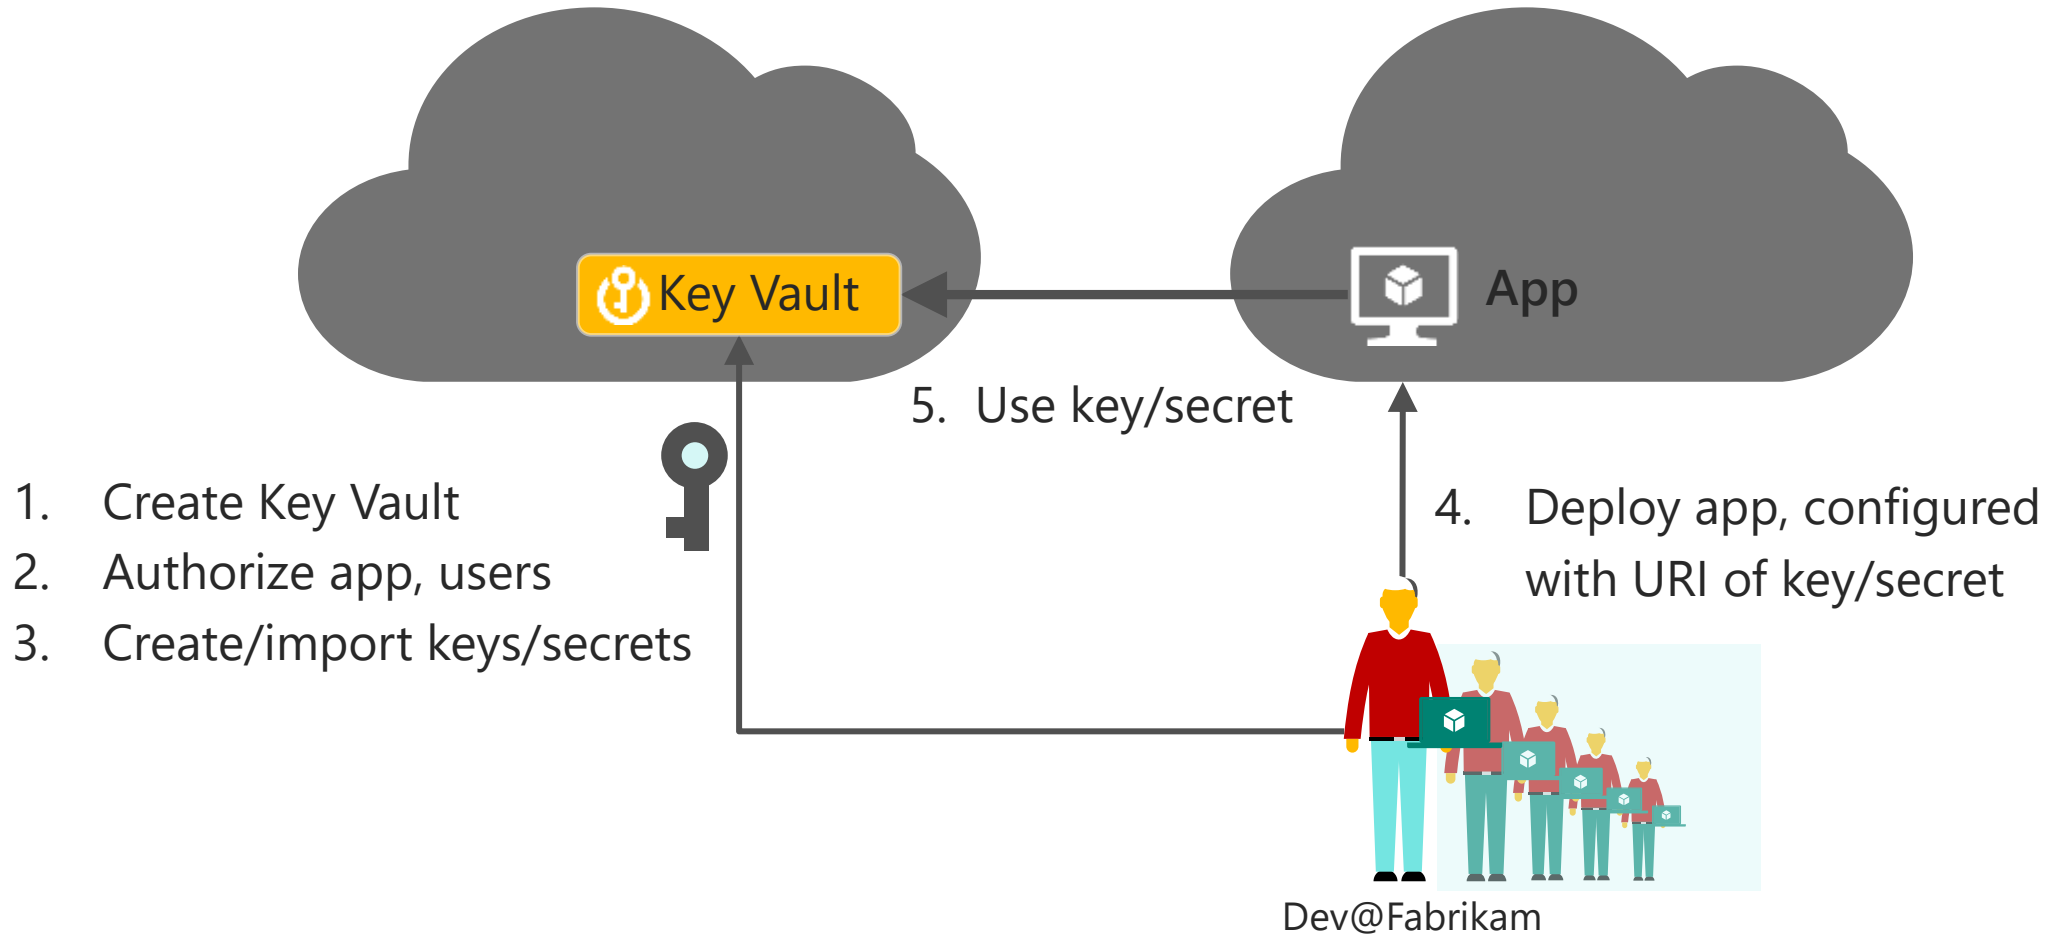 Key Vault
App
5. Use key/secret
1. Create Key Vault
2. Authorize app, users
3. Create/import keys/secrets
4. Deploy app, configured
with URI of key/secret
Dev@Fabrikam